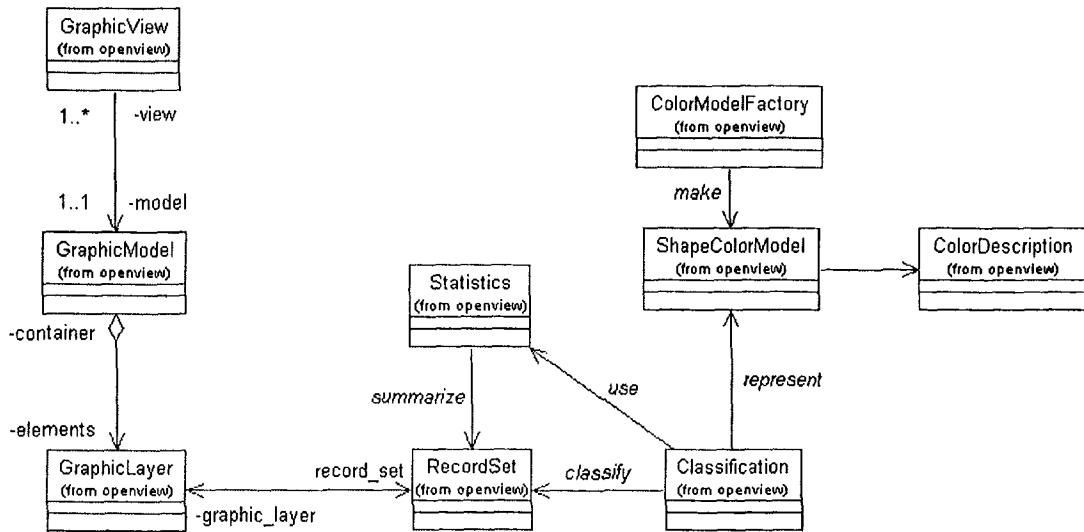 GraphicView
(from openview)
1..*
-view
1..1
-model
GraphicModel
(from openview)
-container
-elements
GraphicLayer
(from openview)
record_set
-graphic_layer
Statistics
(from openview)
summarize
RecordSet
(from openview)
use
classify
ColorModelFactory
(from openview)
make
ShapeColorModel
(from openview)
ColorDescription
(from openview)
represent
Classification
(from openview)